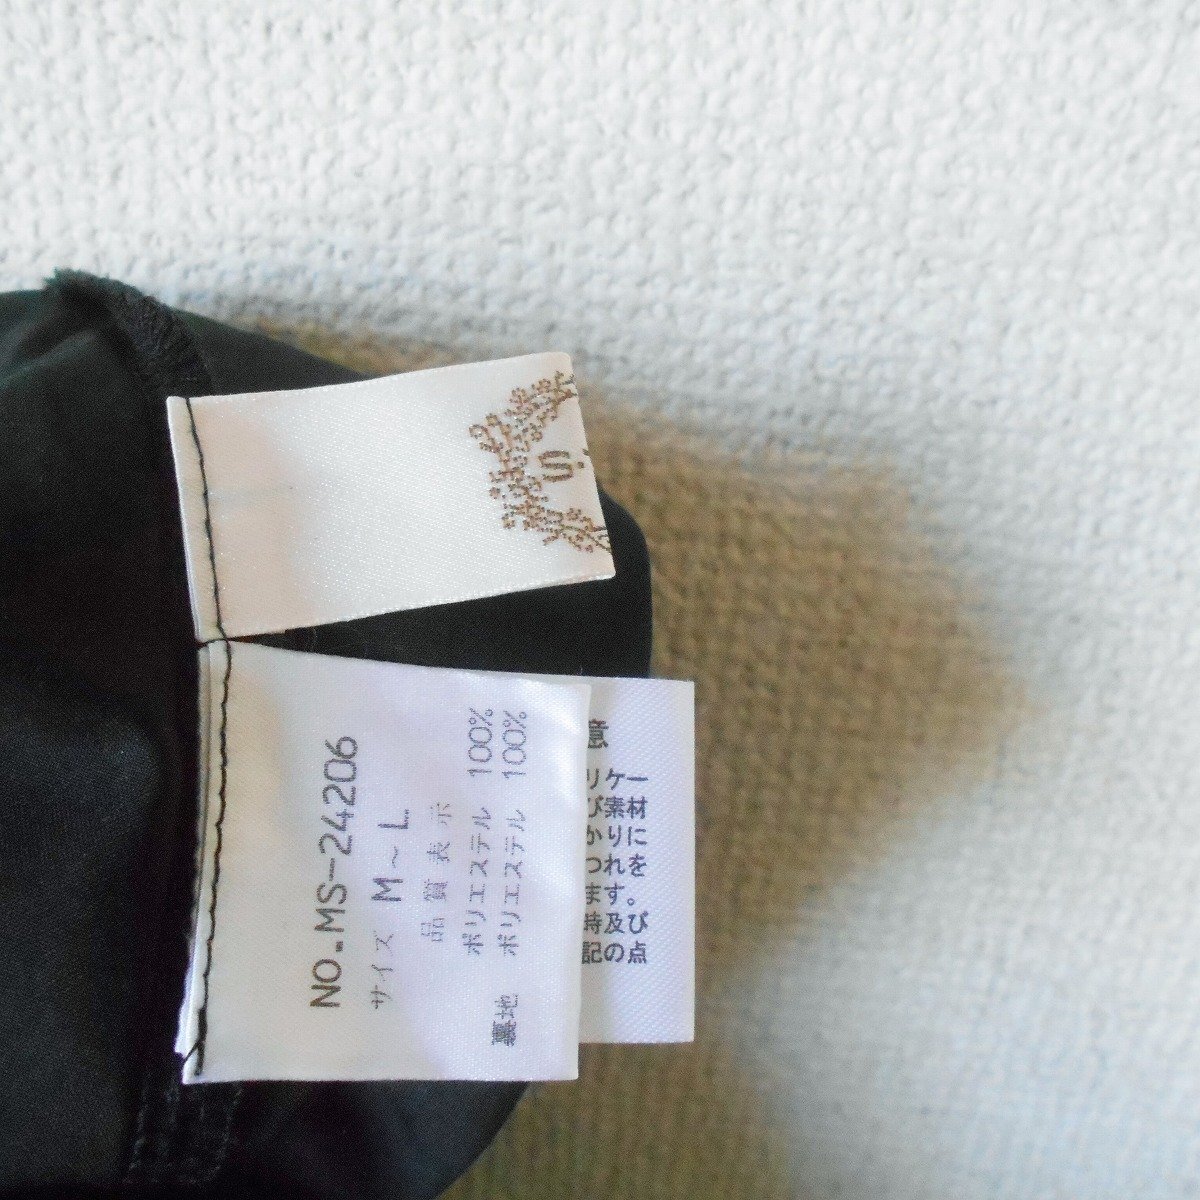 S
NO.MS-24206
サイズ M～L
品質表示
ポリエステル 100%
裏地 ポリエステル 100%
意
リケー
び素材
かりに
つれを
ます。
時及び
記の点